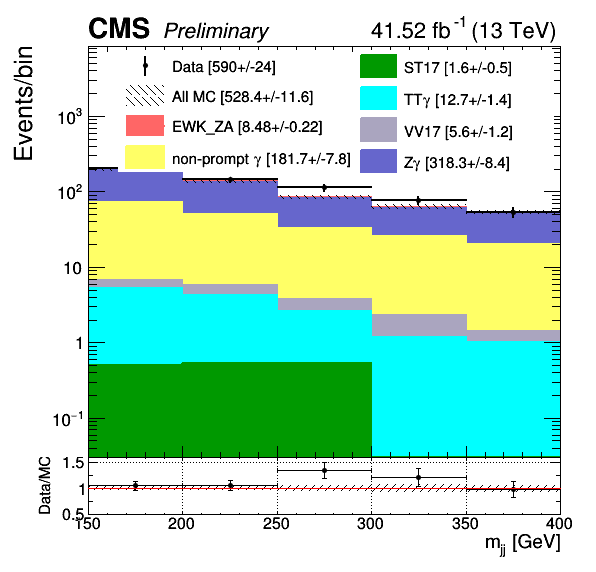 CMS Preliminary 41.52 fb⁻¹ (13 TeV)
Events/bin
Data [590+/-24]
All MC [528.4+/-11.6]
EWK_ZA [8.48+/-0.22]
non-prompt γ [181.7+/-7.8]
ST17 [1.6+/-0.5]
TTγ [12.7+/-1.4]
VV17 [5.6+/-1.2]
Zγ [318.3+/-8.4]
10³
10²
10
1
10⁻¹
Data/MC
1.5
1
0.5
150 200 250 300 350 400
m_jj [GeV]